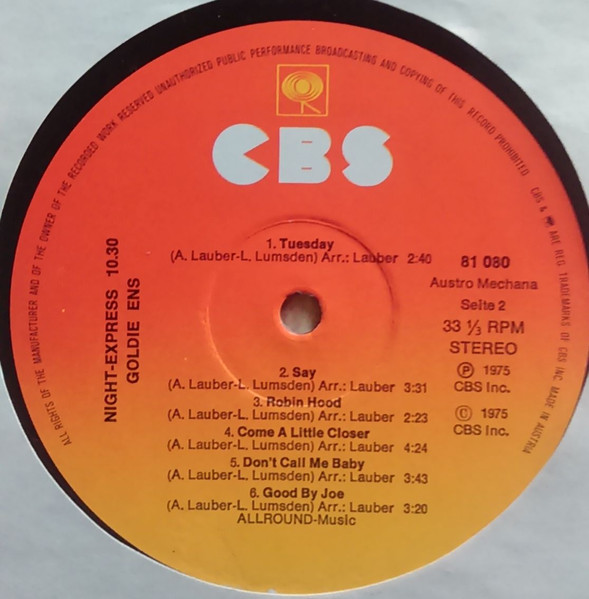 ALL RIGHTS OF THE MANUFACTURER AND OF THE OWNER OF THE RECORDED WORK RESERVED UNAUTHORIZED PUBLIC PERFORMANCE BROADCASTING AND COPYING OF THIS RECORD PROHIBITED
CBS & ARE REG. TRADEMARKS OF CBS INC. MADE IN AUSTRIA
CBS
NIGHT-EXPRESS 10.30
GOLDIE ENS
1. Tuesday
(A. Lauber-L. Lumsden) Arr.: Lauber 2:40
81 080
Austro Mechana
Seite 2
33 ⅓ RPM
STEREO
Ⓟ 1975
CBS Inc.
© 1975
CBS Inc.
2. Say
(A. Lauber-L. Lumsden) Arr.: Lauber 3:31
3. Robin Hood
(A. Lauber-L. Lumsden) Arr.: Lauber 2:23
4. Come A Little Closer
(A. Lauber-L. Lumsden) Arr.: Lauber 4:24
5. Don't Call Me Baby
(A. Lauber-L. Lumsden) Arr.: Lauber 3:43
6. Good By Joe
(A. Lauber-L. Lumsden) Arr.: Lauber 3:20
ALLROUND-Music